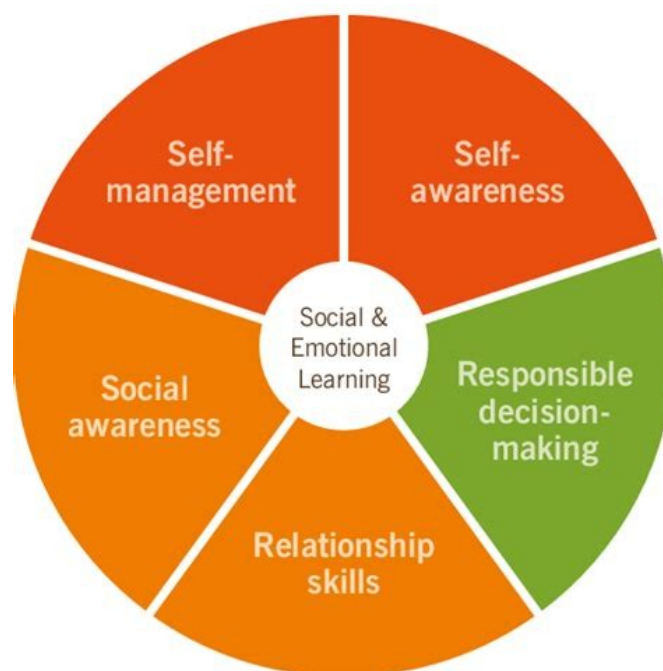 Self-
management
Self-
awareness
Social &
Emotional
Learning
Social
awareness
Responsible
decision-
making
Relationship
skills